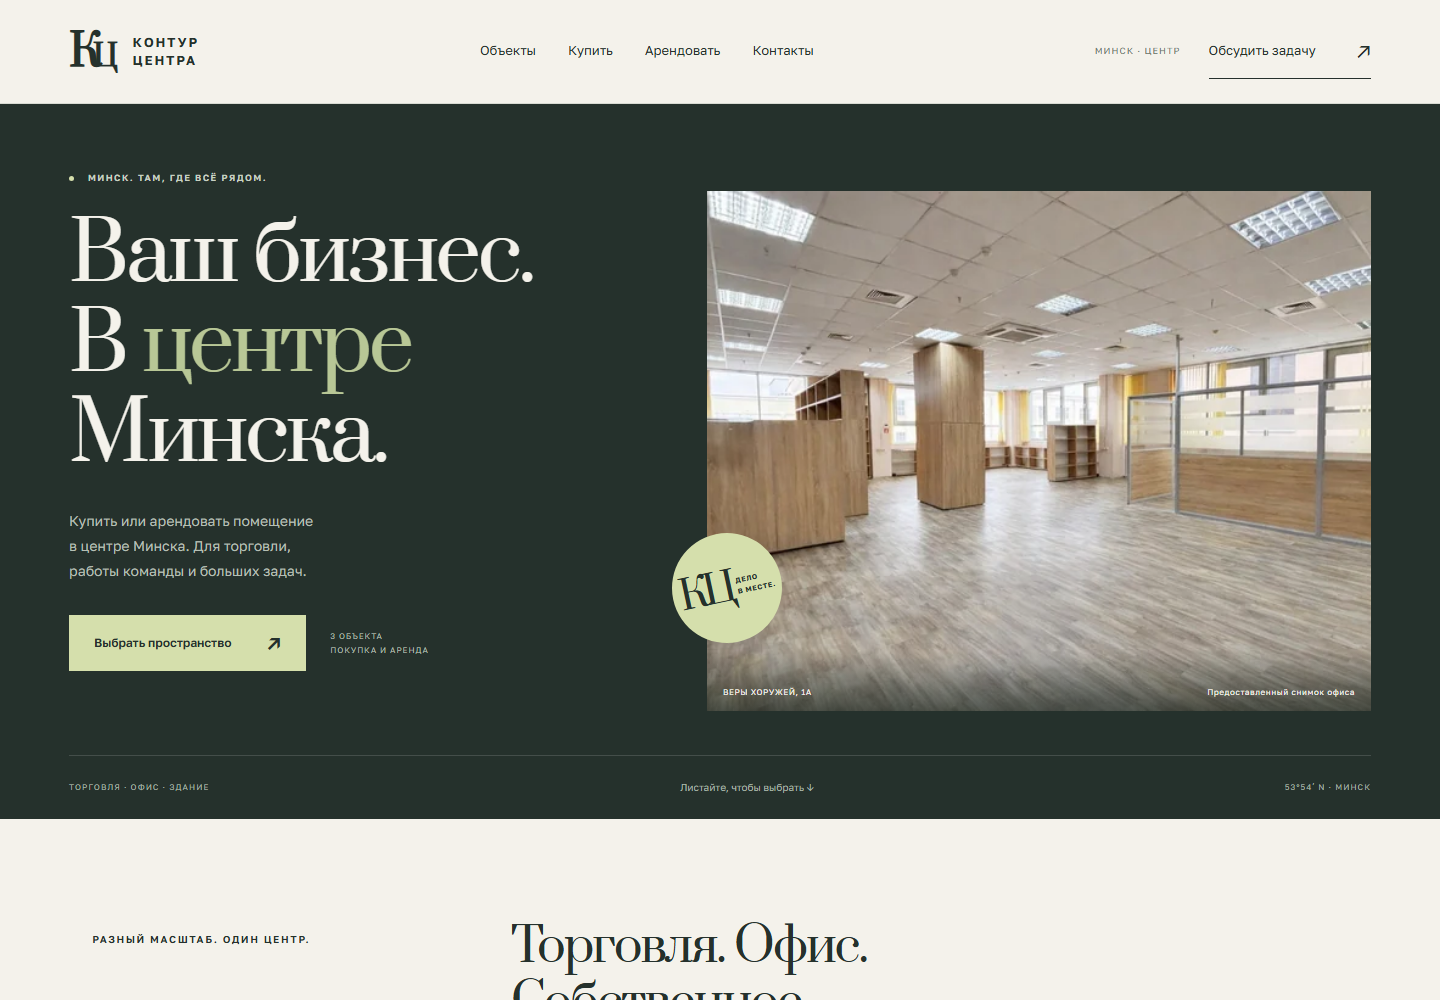 КЦ
КОНТУР
ЦЕНТРА
Объекты
Купить
Арендовать
Контакты
МИНСК · ЦЕНТР
Обсудить задачу
МИНСК. ТАМ, ГДЕ ВСЁ РЯДОМ.
Ваш бизнес.
В центре
Минска.
Купить или арендовать помещение
в центре Минска. Для торговли,
работы команды и больших задач.
Выбрать пространство
3 ОБЪЕКТА
ПОКУПКА И АРЕНДА
КЦ
ДЕЛО
В МЕСТЕ.
ВЕРЫ ХОРУЖЕЙ, 1А
Предоставленный снимок офиса
ТОРГОВЛЯ · ОФИС · ЗДАНИЕ
Листайте, чтобы выбрать ↓
53°54′ N · МИНСК
РАЗНЫЙ МАСШТАБ. ОДИН ЦЕНТР.
Торговля. Офис.
Собственное